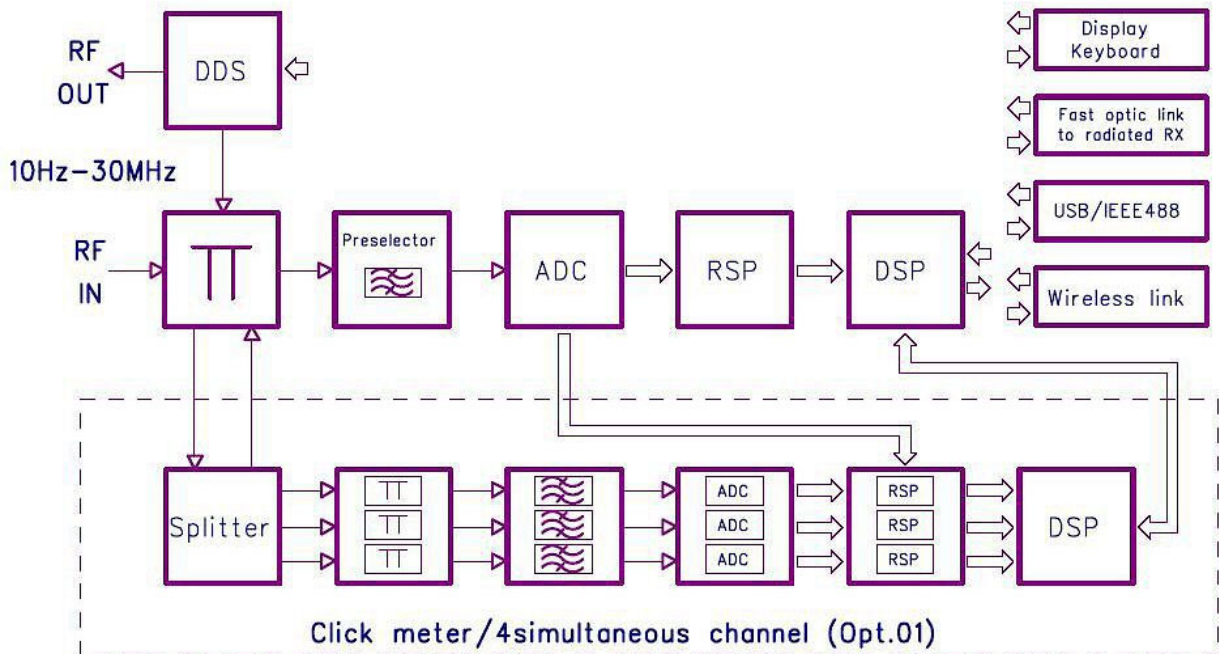 RF
OUT
DDS
Display
Keyboard
Fast optic link
to radiated RX
10Hz-30MHz
USB/IEEE488
RF
IN
Preselector
ADC
RSP
DSP
Wireless link
Splitter
ADC
ADC
ADC
RSP
RSP
RSP
DSP
Click meter/4simultaneous channel (Opt.01)